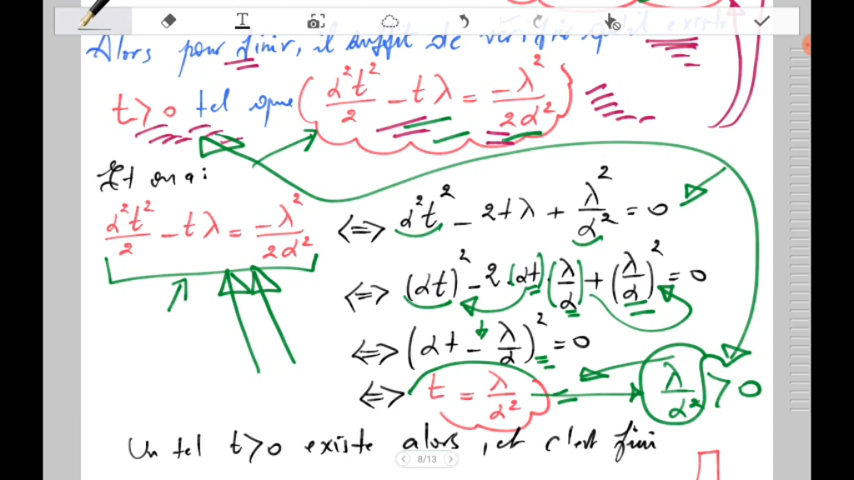 Alors pour finir, il suffit de vérifier qu'il existe
t>0 tel que (α²t²/2 - tλ = -λ²/2α²)
Et on a:
α²t²/2 - tλ = -λ²/2α² <=> α²t² - 2tλ + λ²/α² = 0
<=> (αt)² - 2·(αt)·(λ/α) + (λ/α)² = 0
<=> (αt - λ/α)² = 0
<=> t = λ/α² λ/α² > 0
Un tel t>0 existe alors, et c'est fini
8/13